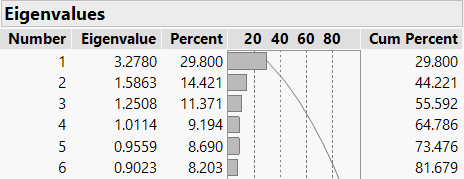 Eigenvalues
Number Eigenvalue Percent 20 40 60 80 Cum Percent
1 3.2780 29.800 29.800
2 1.5863 14.421 44.221
3 1.2508 11.371 55.592
4 1.0114 9.194 64.786
5 0.9559 8.690 73.476
6 0.9023 8.203 81.679